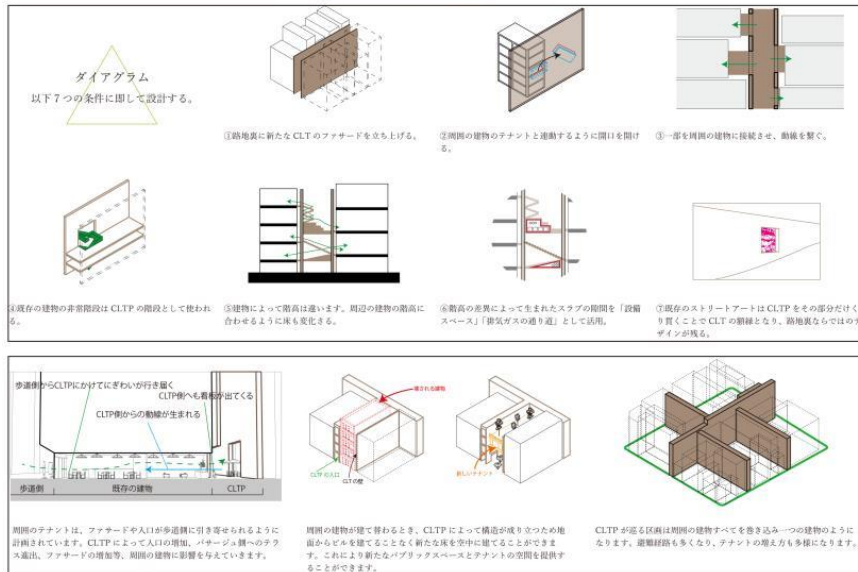 ダイアグラム
以下7つの条件に即して設計する。
①路地裏に新たな CLT のファサードを立ち上げる。
②周囲の建物のテナントと連動するように開口を開け
る。
③一部を周囲の建物に接続させ、動線を繋ぐ。
④既存の建物の非常階段は CLTP の階段として使われ
る。
⑤建物によって階高は違います。周辺の建物の階高に
合わせるように床も変化きる。
⑥階高の差異によって生まれたスラブの隙間を「設備
スペース」「排気ガスの通り道」として活用。
⑦既存のストリートアートは CLTP をその部分だけく
り貫くことで CLT の額縁となり、路地裏ならではのデ
ザインが残る。
歩道側からCLTPにかけてにぎわいが行き届く
CLTP側へも看板が出てくる
CLTP側からの動線が生まれる
歩道側
既存の建物
CLTP
壊される建物
CLTの壁
新しいテナント
周囲のテナントは、ファサードや入口が歩道側に引き寄せられるように
計画されています。CLTP によって入口の増加、パサージュ側へのテラ
ス進出、ファサードの増加等、周囲の建物に影響を与えていきます。
周囲の建物が建て替わるとき、CLTP によって構造が成り立つため地
面からビルを建てることなく新たな床を空中に建てることができ
ます。これにより新たなパブリックスペースとテナントの空間を提供す
ることができます。
CLTP が巡る区画は周囲の建物すべてを巻き込み一つの建物のように
なります。避難経路も多くなり、テナントの増え方も多様になります。